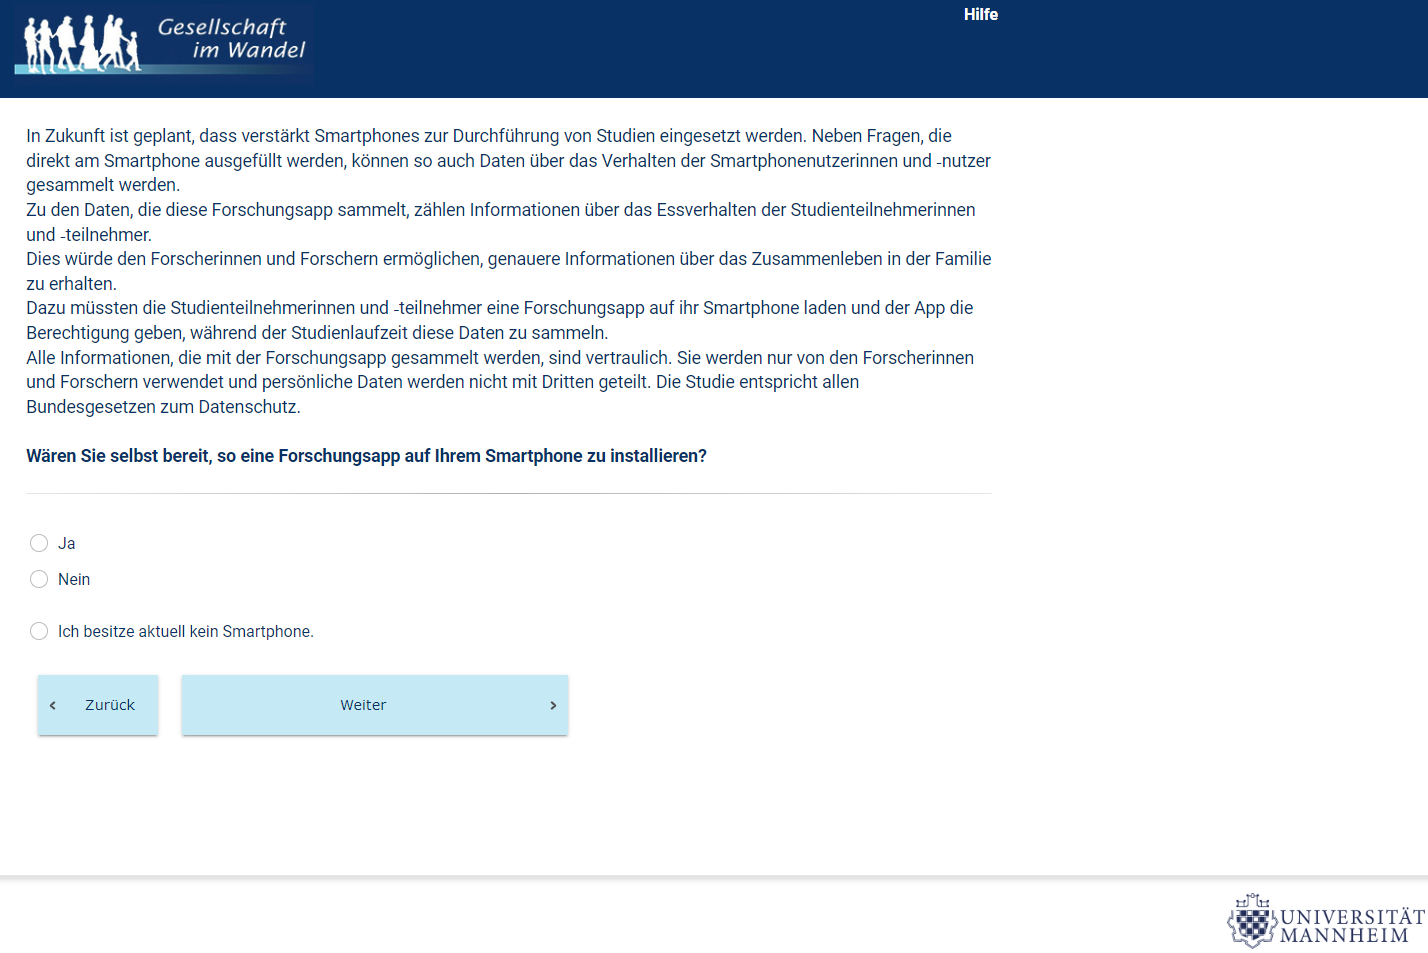 Gesellschaft
im Wandel
Hilfe
In Zukunft ist geplant, dass verstärkt Smartphones zur Durchführung von Studien eingesetzt werden. Neben Fragen, die
direkt am Smartphone ausgefüllt werden, können so auch Daten über das Verhalten der Smartphonenutzerinnen und -nutzer
gesammelt werden.
Zu den Daten, die diese Forschungsapp sammelt, zählen Informationen über das Essverhalten der Studienteilnehmerinnen
und -teilnehmer.
Dies würde den Forscherinnen und Forschern ermöglichen, genauere Informationen über das Zusammenleben in der Familie
zu erhalten.
Dazu müssten die Studienteilnehmerinnen und -teilnehmer eine Forschungsapp auf ihr Smartphone laden und der App die
Berechtigung geben, während der Studienlaufzeit diese Daten zu sammeln.
Alle Informationen, die mit der Forschungsapp gesammelt werden, sind vertraulich. Sie werden nur von den Forscherinnen
und Forschern verwendet und persönliche Daten werden nicht mit Dritten geteilt. Die Studie entspricht allen
Bundesgesetzen zum Datenschutz.
Wären Sie selbst bereit, so eine Forschungsapp auf Ihrem Smartphone zu installieren?
Ja
Nein
Ich besitze aktuell kein Smartphone.
‹ Zurück
Weiter ›
UNIVERSITÄT
MANNHEIM